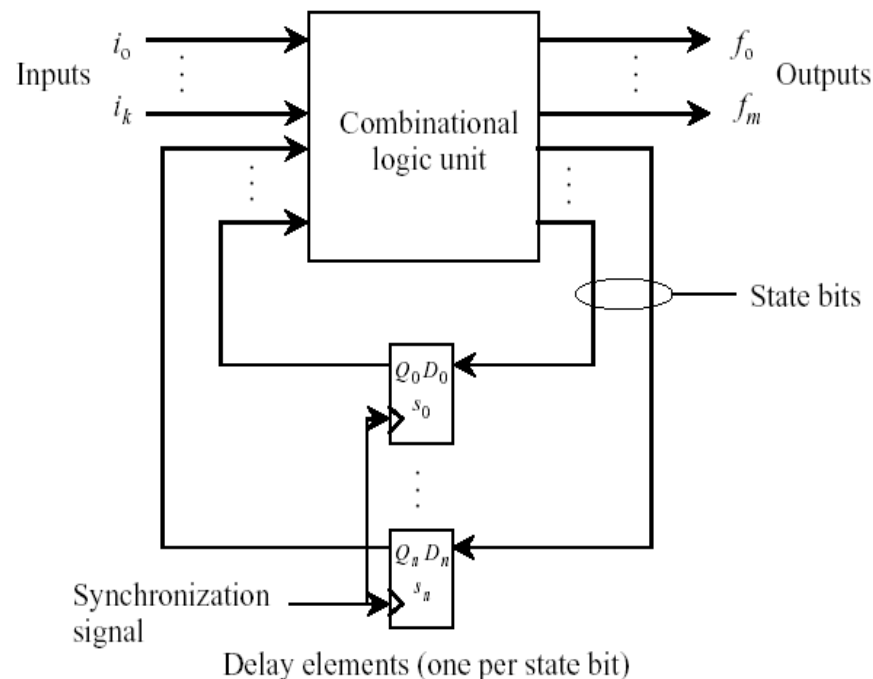 Inputs
i₀
iₖ
Combinational
logic unit
f₀
fₘ
Outputs
State bits
Q₀ D₀
s₀
Qₙ Dₙ
sₙ
Synchronization
signal
Delay elements (one per state bit)